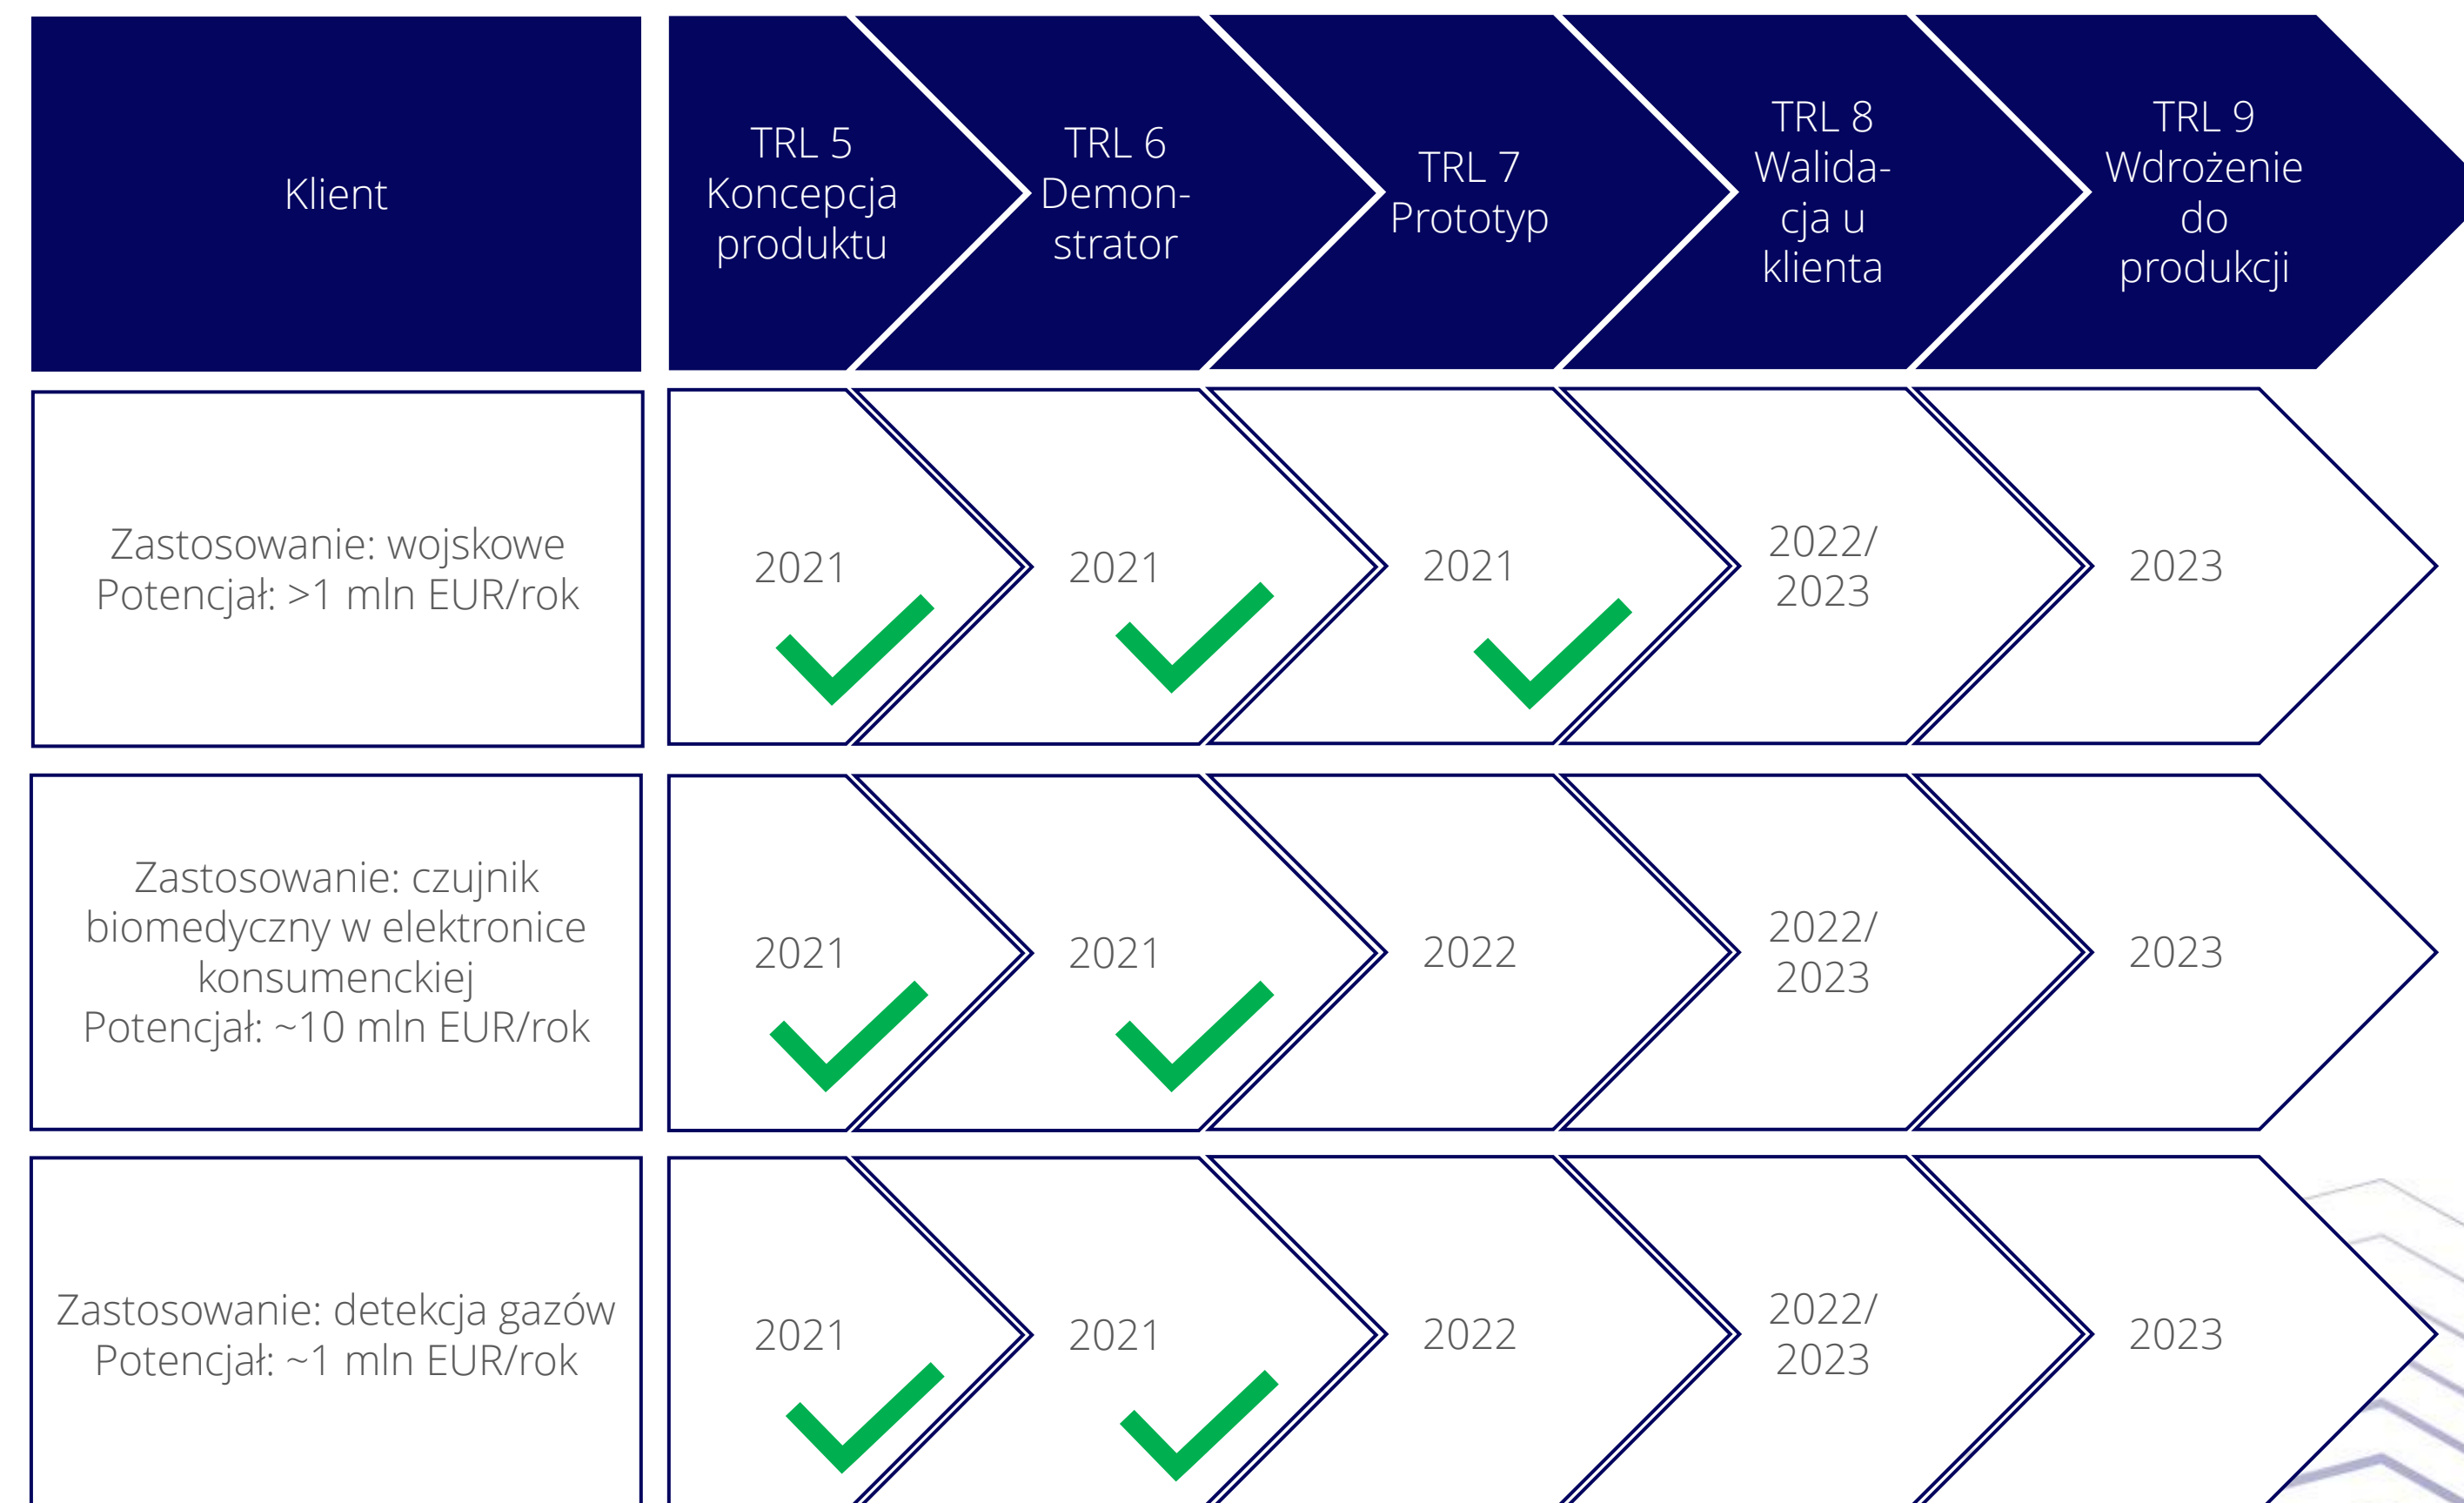 Klient
TRL 5
Koncepcja
produktu
TRL 6
Demon-
strator
TRL 7
Prototyp
TRL 8
Walida-
cja u
klienta
TRL 9
Wdrożenie
do
produkcji
Zastosowanie: wojskowe
Potencjał: >1 mln EUR/rok
2021
2021
2021
2022/
2023
2023
Zastosowanie: czujnik
biomedyczny w elektronice
konsumenckiej
Potencjał: ~10 mln EUR/rok
2021
2021
2022
2022/
2023
2023
Zastosowanie: detekcja gazów
Potencjał: ~1 mln EUR/rok
2021
2021
2022
2022/
2023
2023